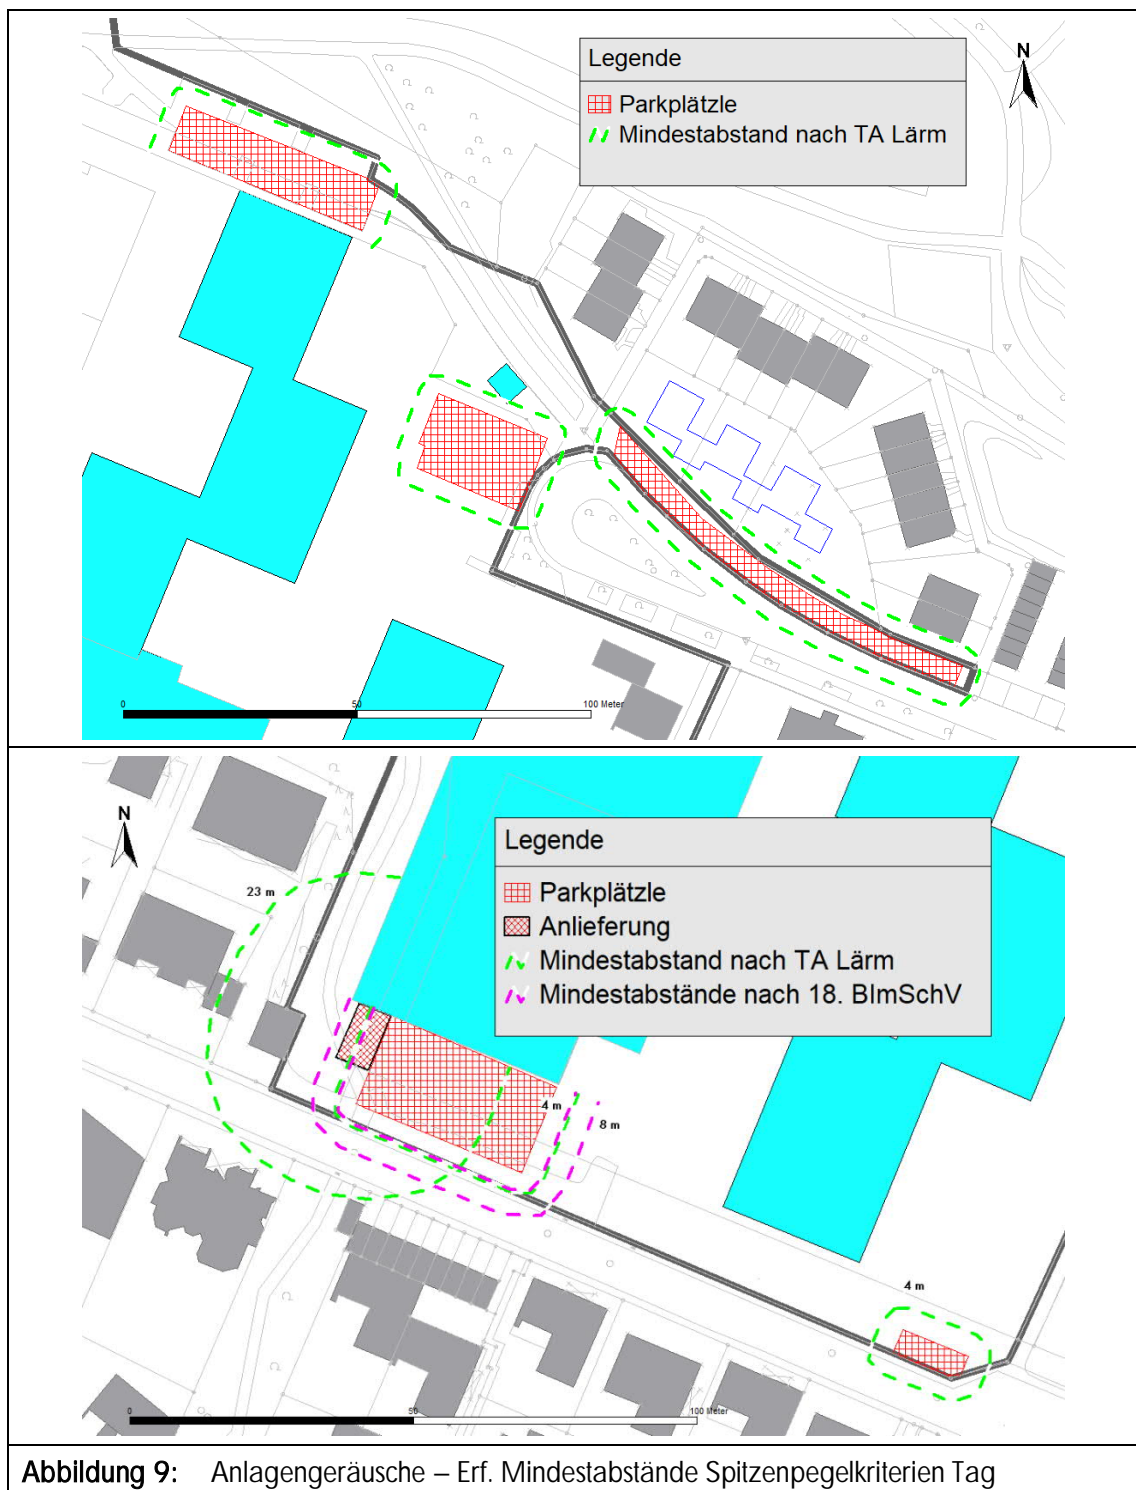 Legende
N
Parkplätzle
Mindestabstand nach TA Lärm
0 50 100 Meter
N
Legende
23 m
Parkplätzle
Anlieferung
Mindestabstand nach TA Lärm
Mindestabstände nach 18. BImSchV
4 m
8 m
4 m
0 50 100 Meter
Abbildung 9: Anlagengeräusche – Erf. Mindestabstände Spitzenpegelkriterien Tag